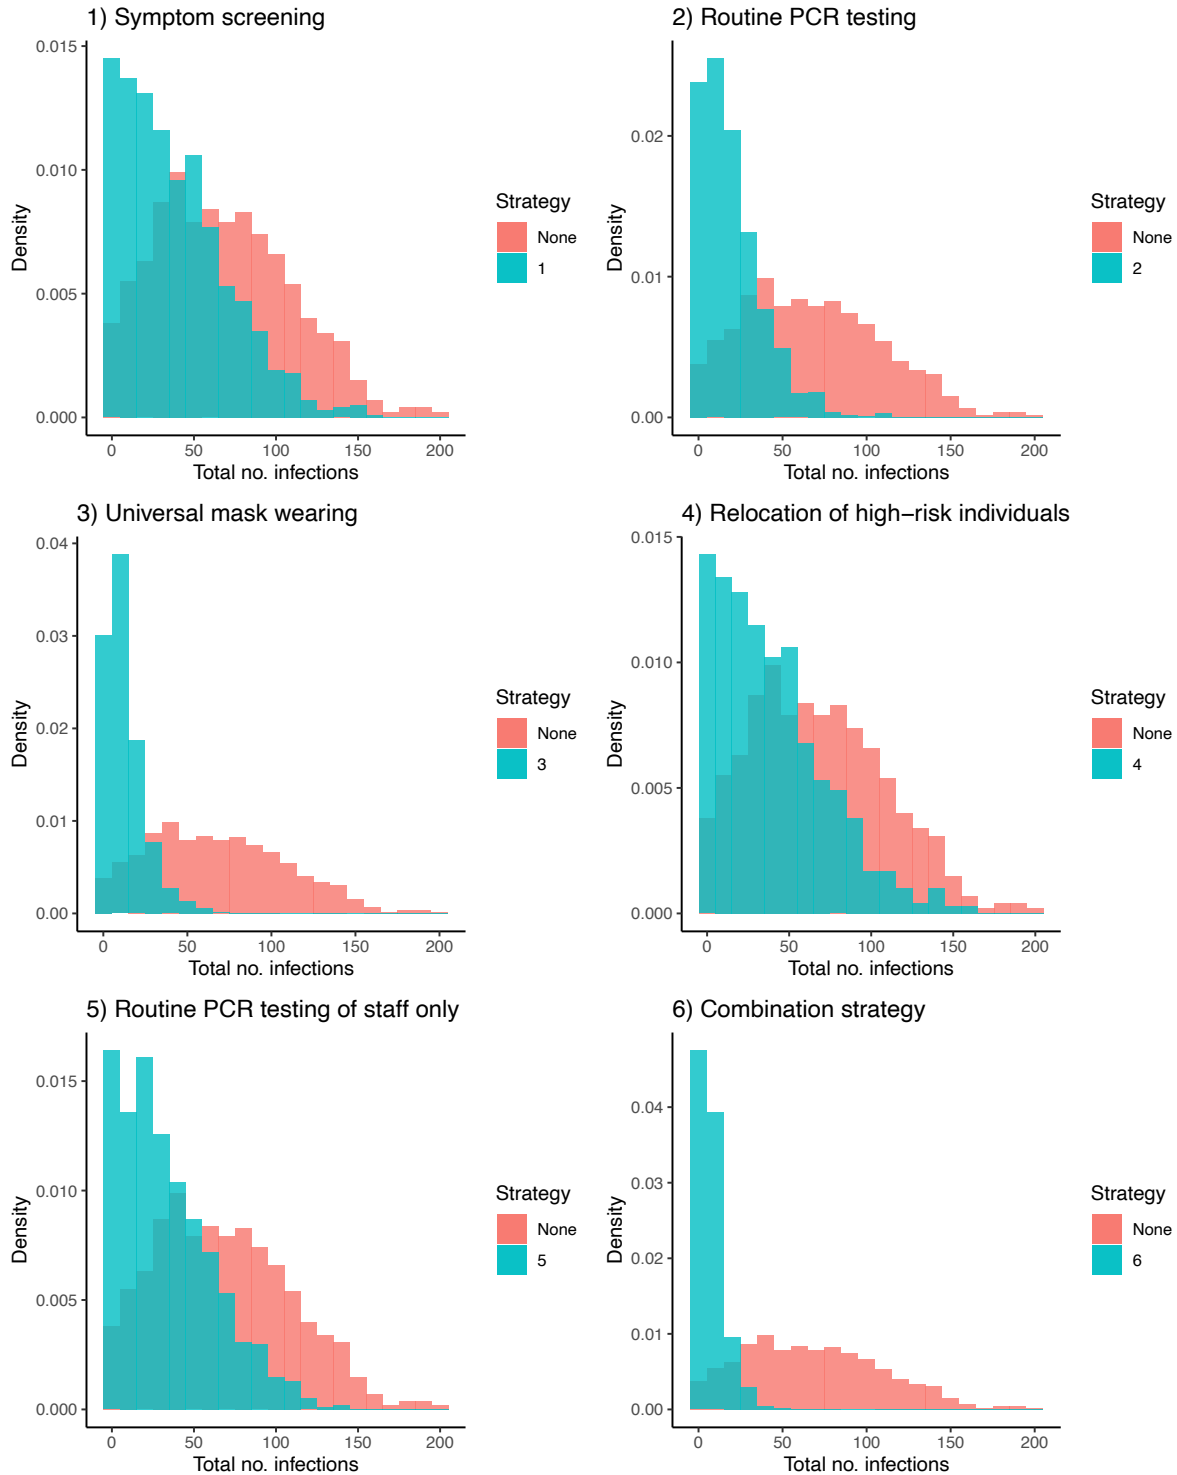 1) Symptom screening
0.015
0.010
0.005
0.000
Density
0
50
100
150
200
Total no. infections
Strategy
None
1
2) Routine PCR testing
0.02
0.01
0.00
Density
0
50
100
150
200
Total no. infections
Strategy
None
2
3) Universal mask wearing
0.04
0.03
0.02
0.01
0.00
Density
0
50
100
150
200
Total no. infections
Strategy
None
3
4) Relocation of high−risk individuals
0.015
0.010
0.005
0.000
Density
0
50
100
150
200
Total no. infections
Strategy
None
4
5) Routine PCR testing of staff only
0.015
0.010
0.005
0.000
Density
0
50
100
150
200
Total no. infections
Strategy
None
5
6) Combination strategy
0.04
0.03
0.02
0.01
0.00
Density
0
50
100
150
200
Total no. infections
Strategy
None
6